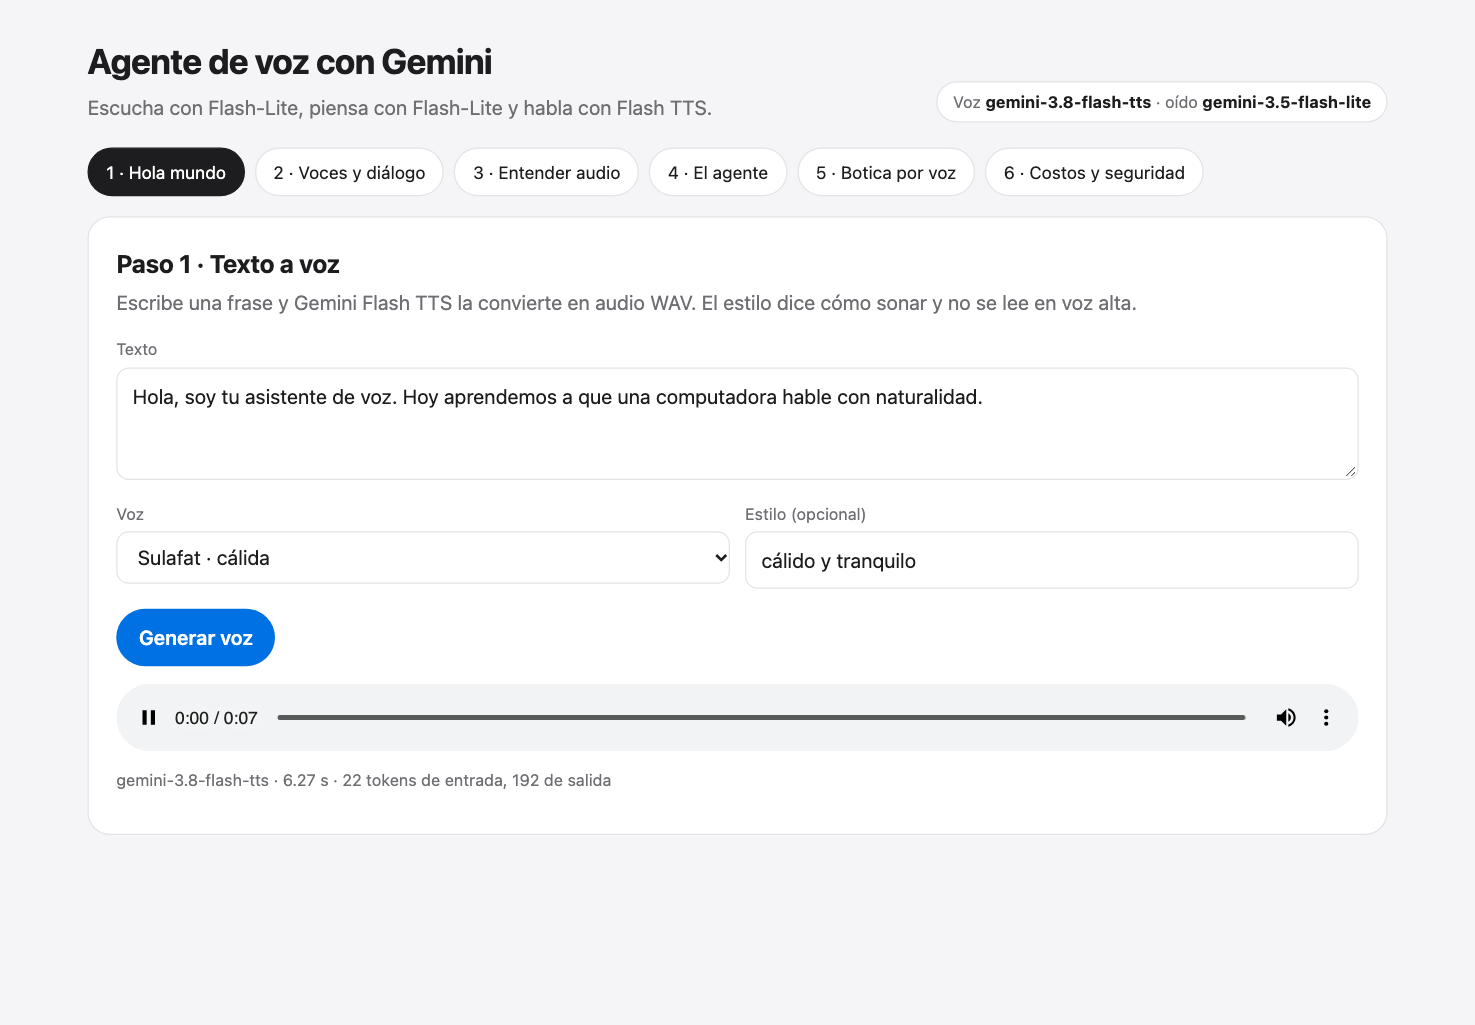 Agente de voz con Gemini
Escucha con Flash-Lite, piensa con Flash-Lite y habla con Flash TTS.
Voz gemini-3.8-flash-tts · oído gemini-3.5-flash-lite
1 · Hola mundo
2 · Voces y diálogo
3 · Entender audio
4 · El agente
5 · Botica por voz
6 · Costos y seguridad
Paso 1 · Texto a voz
Escribe una frase y Gemini Flash TTS la convierte en audio WAV. El estilo dice cómo sonar y no se lee en voz alta.
Texto
Hola, soy tu asistente de voz. Hoy aprendemos a que una computadora hable con naturalidad.
Voz
Estilo (opcional)
Sulafat · cálida
cálido y tranquilo
Generar voz
0:00 / 0:07
gemini-3.8-flash-tts · 6.27 s · 22 tokens de entrada, 192 de salida